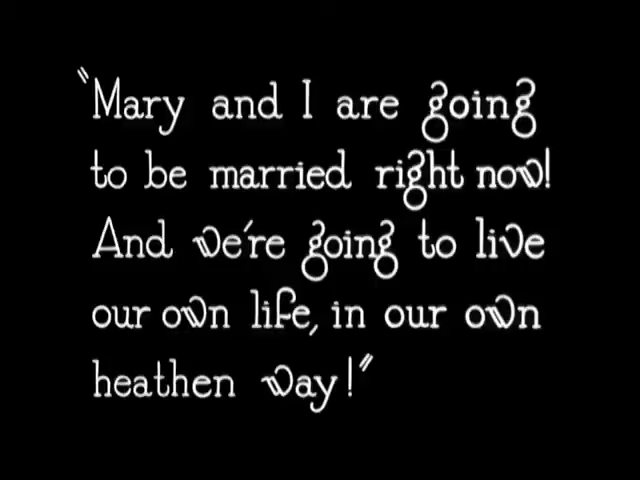 "Mary and I are going
to be married right now!
And we're going to live
our own life, in our own
heathen way!"